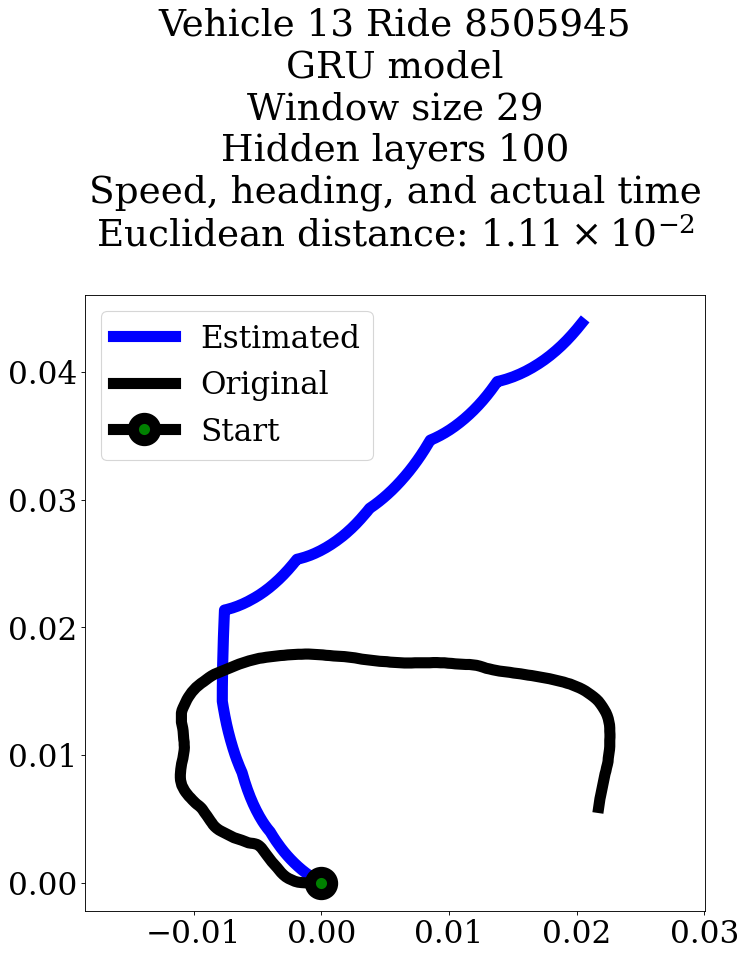 Vehicle 13 Ride 8505945
GRU model
Window size 29
Hidden layers 100
Speed, heading, and actual time
Euclidean distance: 1.11 × 10⁻²
Estimated
Original
Start
0.04
0.03
0.02
0.01
0.00
−0.01 0.00 0.01 0.02 0.03